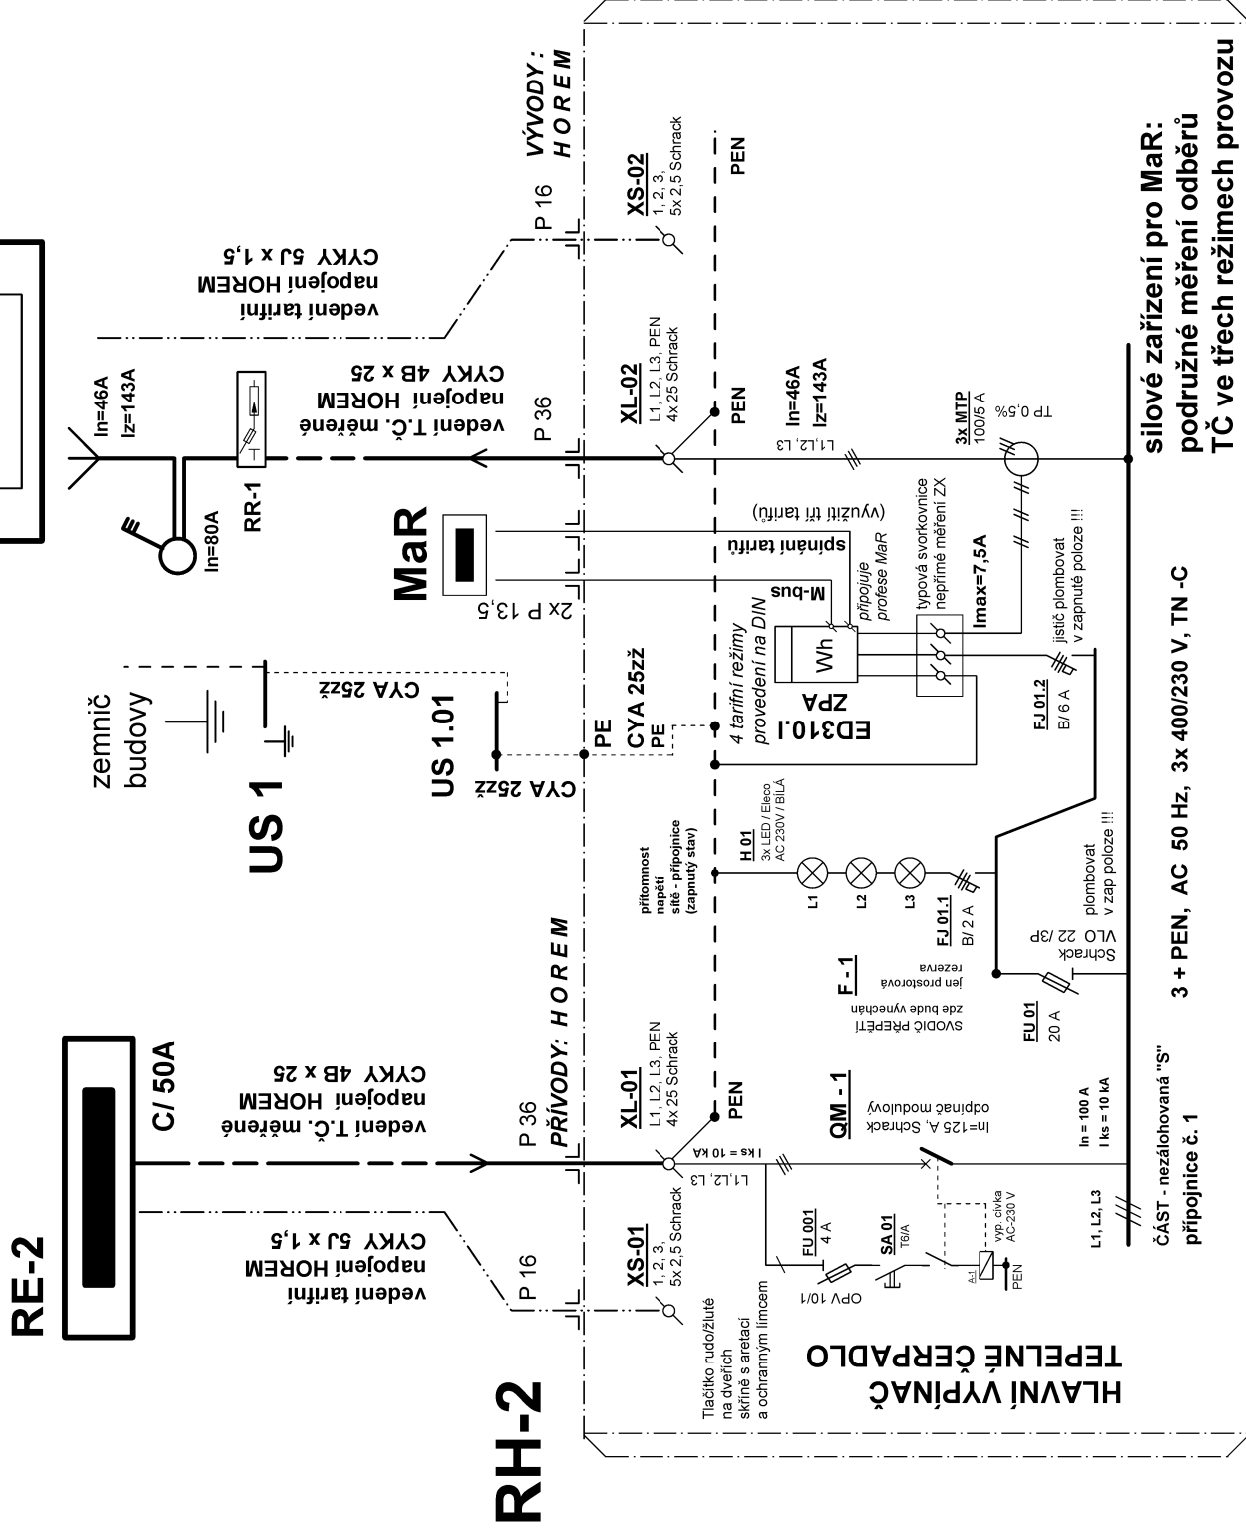 RE-2
C/ 50A
vedení T.Č. měřené
napojení HOREM
CYKY 4B x 25
vedení tarifní
napojení HOREM
CYKY 5J x 1,5
P 36
P 16
PŘÍVODY: HOREM
RH-2
XL-01
L1, L2, L3, PEN
4x 25 Schrack
XS-01
1, 2, 3,
5x 2,5 Schrack
PEN
L1,L2, L3
I ks = 10 kA
Tlačítko rudo/žluté
na dveřích
skříně s aretací
a ochranným límcem
FU 001
4 A
OPV 10/1
SA 01
T6/A
A-1
vyp. cívka
AC-230 V
PEN
QM - 1
In=125 A, Schrack
odpínač modulový
HLAVNÍ VYPÍNAČ
TEPELNÉ ČERPADLO
L1, L2, L3
In = 100 A
I ks = 10 kA
ČÁST - nezálohovaná "S"
přípojnice č. 1
3 + PEN, AC 50 Hz, 3x 400/230 V, TN -C
F - 1
SVODIČ PŘEPĚTÍ
zde bude vynechán
jen prostorová
rezerva
FU 01
20 A
Schrack
VLO 22 /3P
plombovat
v zap poloze !!!
FJ 01.1
B/ 2 A
L1
L2
L3
H 01
3x LED / Eleco
AC 230V / BÍLÁ
přítomnost
napětí
sítě - přípojnice
(zapnutý stav)
zemnič
budovy
US 1
CYA 25zž
US 1.01
CYA 25zž
PE
CYA 25zž
PE
MaR
2x P 13,5
4 tarifní režimy
provedení na DIN
Wh
ZPA
ED310.I
M-bus
spínání tarifů
(využití tří tarifů)
připojuje
profese MaR
typová svorkovnice
nepřímé měření ZX
Imax=7,5A
FJ 01.2
B/ 6 A
jistič plombovat
v zapnuté poloze !!!
3x MTP
100/5 A
TP 0,5%
L1,L2, L3
In=46A
Iz=143A
XL-02
L1, L2, L3, PEN
4x 25 Schrack
PEN
XS-02
1, 2, 3,
5x 2,5 Schrack
PEN
VÝVODY :
HOREM
P 36
P 16
vedení T.Č. měřené
napojení HOREM
CYKY 4B x 25
vedení tarifní
napojení HOREM
CYKY 5J x 1,5
RR-1
In=80A
In=46A
Iz=143A
silové zařízení pro MaR:
podružné měření odběrů
TČ ve třech režimech provozu